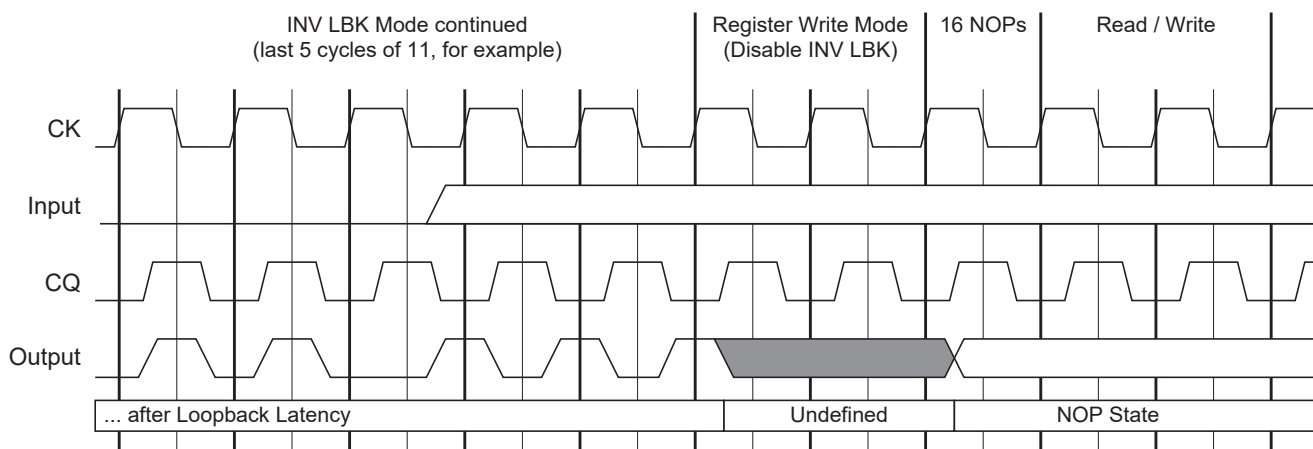 INV LBK Mode continued
(last 5 cycles of 11, for example)
Register Write Mode
(Disable INV LBK)
16 NOPs
Read / Write
CK
Input
CQ
Output
... after Loopback Latency
Undefined
NOP State